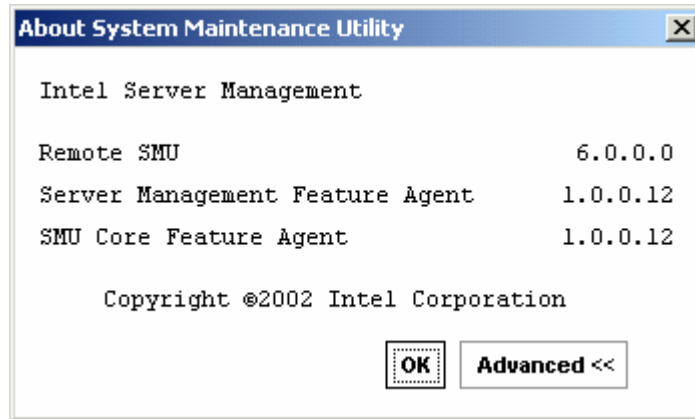 About System Maintenance Utility
Intel Server Management
Remote SMU 6.0.0.0
Server Management Feature Agent 1.0.0.12
SMU Core Feature Agent 1.0.0.12
Copyright ©2002 Intel Corporation
OK Advanced <<